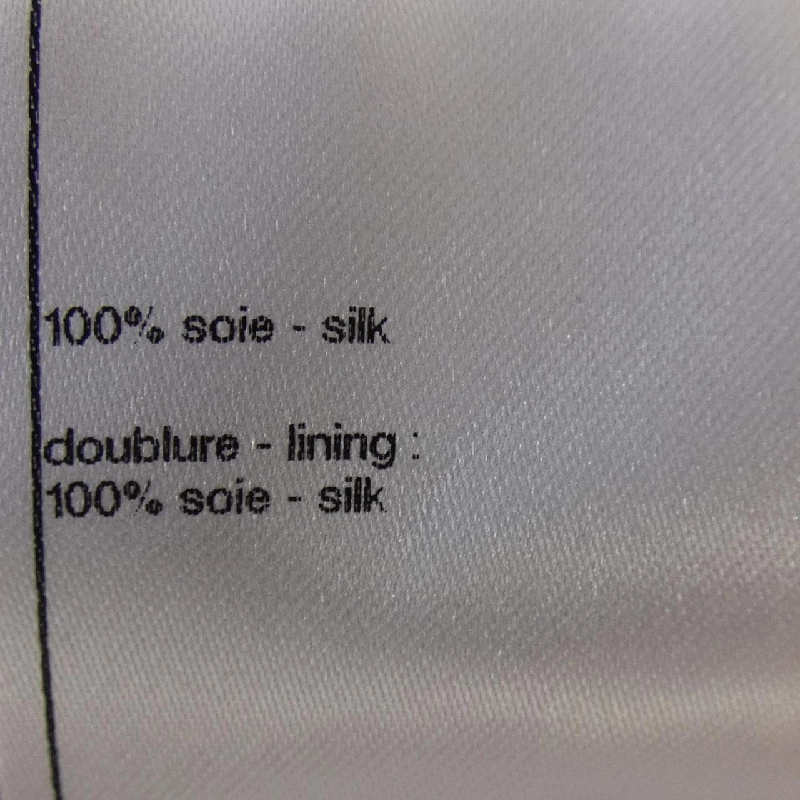 100% soie - silk
doublure - lining :
100% soie - silk